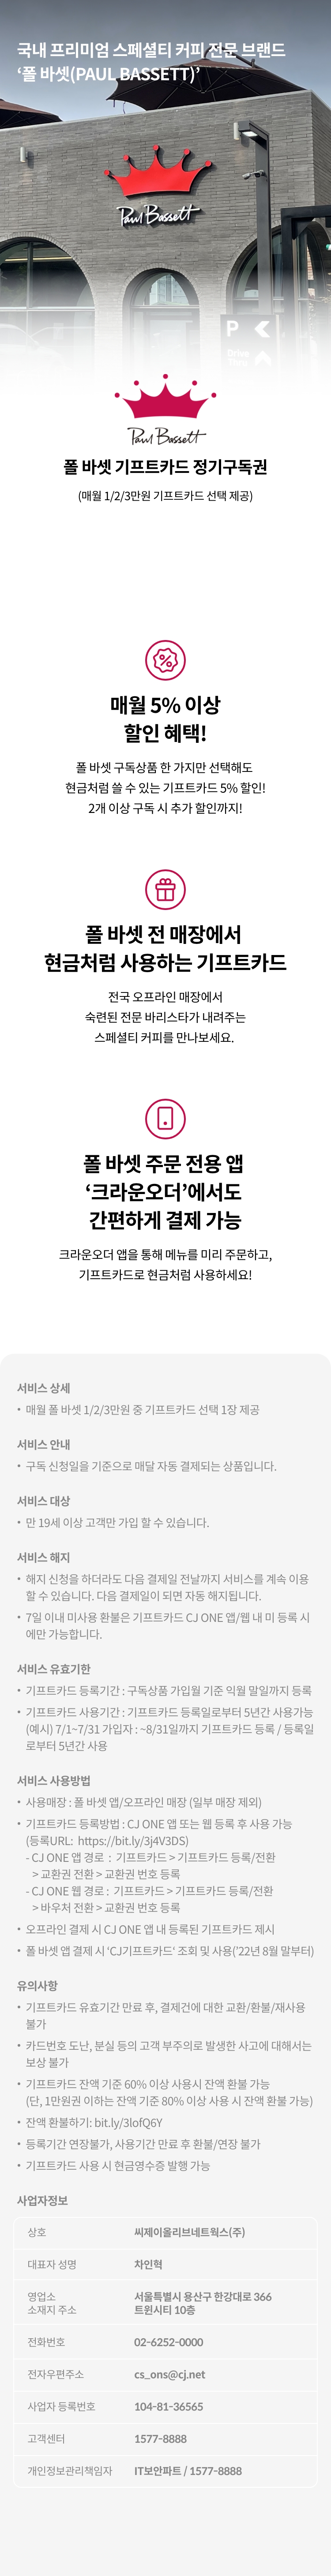 국내 프리미엄 스페셜티 커피 전문 브랜드
‘폴 바셋(PAUL BASSETT)’
Paul Bassett
P
Drive
Thru
Paul Bassett
폴 바셋 기프트카드 정기구독권
(매월 1/2/3만원 기프트카드 선택 제공)
매월 5% 이상
할인 혜택!
폴 바셋 구독상품 한 가지만 선택해도
현금처럼 쓸 수 있는 기프트카드 5% 할인!
2개 이상 구독 시 추가 할인까지!
폴 바셋 전 매장에서
현금처럼 사용하는 기프트카드
전국 오프라인 매장에서
숙련된 전문 바리스타가 내려주는
스페셜티 커피를 만나보세요.
폴 바셋 주문 전용 앱
‘크라운오더’에서도
간편하게 결제 가능
크라운오더 앱을 통해 메뉴를 미리 주문하고,
기프트카드로 현금처럼 사용하세요!
서비스 상세
• 매월 폴 바셋 1/2/3만원 중 기프트카드 선택 1장 제공
서비스 안내
• 구독 신청일을 기준으로 매달 자동 결제되는 상품입니다.
서비스 대상
• 만 19세 이상 고객만 가입 할 수 있습니다.
서비스 해지
• 해지 신청을 하더라도 다음 결제일 전날까지 서비스를 계속 이용
할 수 있습니다. 다음 결제일이 되면 자동 해지됩니다.
• 7일 이내 미사용 환불은 기프트카드 CJ ONE 앱/웹 내 미 등록 시
에만 가능합니다.
서비스 유효기한
• 기프트카드 등록기간 : 구독상품 가입월 기준 익월 말일까지 등록
• 기프트카드 사용기간 : 기프트카드 등록일로부터 5년간 사용가능
(예시) 7/1~7/31 가입자 : ~8/31일까지 기프트카드 등록 / 등록일
로부터 5년간 사용
서비스 사용방법
• 사용매장 : 폴 바셋 앱/오프라인 매장 (일부 매장 제외)
• 기프트카드 등록방법 : CJ ONE 앱 또는 웹 등록 후 사용 가능
(등록URL: https://bit.ly/3j4V3DS)
- CJ ONE 앱 경로 : 기프트카드 > 기프트카드 등록/전환
> 교환권 전환 > 교환권 번호 등록
- CJ ONE 웹 경로 : 기프트카드 > 기프트카드 등록/전환
> 바우처 전환 > 교환권 번호 등록
• 오프라인 결제 시 CJ ONE 앱 내 등록된 기프트카드 제시
• 폴 바셋 앱 결제 시 ‘CJ기프트카드‘ 조회 및 사용(’22년 8월 말부터)
유의사항
• 기프트카드 유효기간 만료 후, 결제건에 대한 교환/환불/재사용
불가
• 카드번호 도난, 분실 등의 고객 부주의로 발생한 사고에 대해서는
보상 불가
• 기프트카드 잔액 기준 60% 이상 사용시 잔액 환불 가능
(단, 1만원권 이하는 잔액 기준 80% 이상 사용 시 잔액 환불 가능)
• 잔액 환불하기: bit.ly/3lofQ6Y
• 등록기간 연장불가, 사용기간 만료 후 환불/연장 불가
• 기프트카드 사용 시 현금영수증 발행 가능
사업자정보
상호 씨제이올리브네트웍스(주)
대표자 성명 차인혁
영업소 서울특별시 용산구 한강대로 366
소재지 주소 트윈시티 10층
전화번호 02-6252-0000
전자우편주소 cs_ons@cj.net
사업자 등록번호 104-81-36565
고객센터 1577-8888
개인정보관리책임자 IT보안파트 / 1577-8888